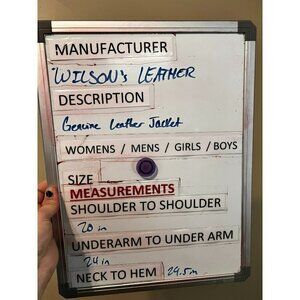 MANUFACTURER
WILSON'S LEATHER
DESCRIPTION
Genuine Leather Jacket
WOMENS / MENS / GIRLS / BOYS
SIZE
MEASUREMENTS
SHOULDER TO SHOULDER
20 in
UNDERARM TO UNDER ARM
24 in
NECK TO HEM 24.5 in